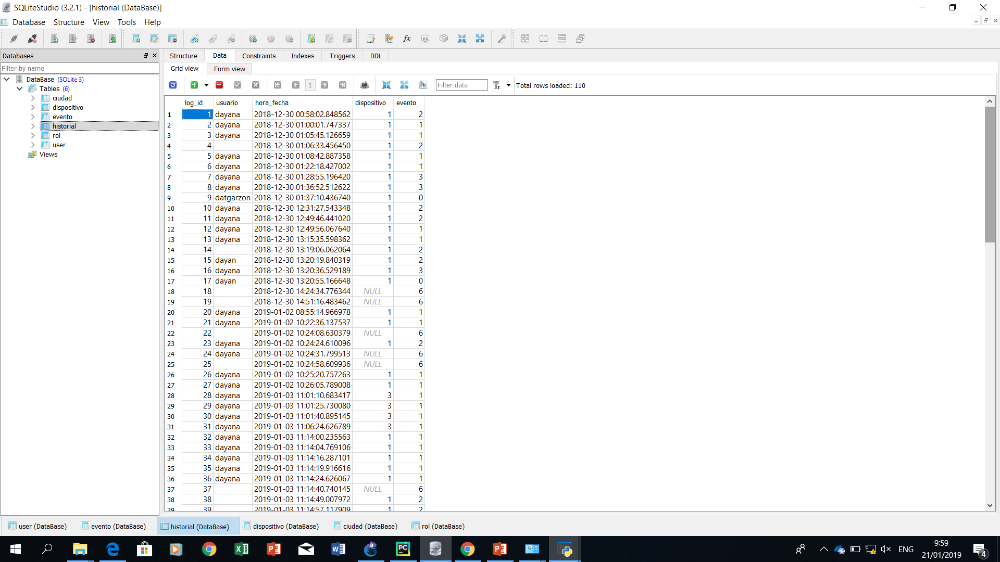 SQLiteStudio (3.2.1) - [historial (DataBase)]
Database Structure View Tools Help
Databases
Filter by name
DataBase (SQLite 3)
Tables (6)
ciudad
dispositivo
evento
historial
rol
user
Views
Structure Data Constraints Indexes Triggers DDL
Grid view Form view
1 Filter data Total rows loaded: 110
log_id usuario hora_fecha dispositivo evento
1 1 dayana 2018-12-30 00:58:02.848562 1 2
2 2 dayana 2018-12-30 01:00:01.747337 1 1
3 3 dayana 2018-12-30 01:05:45.126659 1 1
4 4 2018-12-30 01:06:33.456450 1 2
5 5 dayana 2018-12-30 01:08:42.887358 1 1
6 6 dayana 2018-12-30 01:22:18.427002 1 1
7 7 dayana 2018-12-30 01:28:55.196420 1 3
8 8 dayana 2018-12-30 01:36:52.512622 1 3
9 9 datgarzon 2018-12-30 01:37:10.436740 1 0
10 10 dayana 2018-12-30 12:31:27.543348 1 2
11 11 dayana 2018-12-30 12:49:46.441020 1 2
12 12 dayana 2018-12-30 12:49:56.067640 1 1
13 13 dayana 2018-12-30 13:15:35.598362 1 1
14 14 2018-12-30 13:19:06.062064 1 2
15 15 dayan 2018-12-30 13:20:19.840319 1 2
16 16 dayana 2018-12-30 13:20:36.529189 1 3
17 17 dayan 2018-12-30 13:20:55.166648 1 0
18 18 2018-12-30 14:24:34.776344 NULL 6
19 19 2018-12-30 14:51:16.483462 NULL 6
20 20 dayana 2019-01-02 08:55:14.966978 1 1
21 21 dayana 2019-01-02 10:22:36.137537 1 1
22 22 2019-01-02 10:24:08.630379 NULL 6
23 23 dayana 2019-01-02 10:24:24.610096 1 2
24 24 dayana 2019-01-02 10:24:31.799513 NULL 6
25 25 2019-01-02 10:24:58.609936 NULL 6
26 26 dayana 2019-01-02 10:25:20.757263 1 1
27 27 dayana 2019-01-02 10:26:05.789008 1 1
28 28 dayana 2019-01-03 11:01:10.683417 3 1
29 29 dayana 2019-01-03 11:01:25.730080 3 1
30 30 dayana 2019-01-03 11:01:40.895145 3 1
31 31 dayana 2019-01-03 11:06:24.626789 3 1
32 32 dayana 2019-01-03 11:14:00.235563 1 1
33 33 dayana 2019-01-03 11:14:04.769106 1 1
34 34 dayana 2019-01-03 11:14:16.287101 1 1
35 35 dayana 2019-01-03 11:14:19.916616 1 1
36 36 dayana 2019-01-03 11:14:24.626067 1 1
37 37 2019-01-03 11:14:40.740145 NULL 6
38 38 2019-01-03 11:14:49.007972 1 2
39 39 2019-01-03 11:14:57.117909 1 2
user (DataBase) evento (DataBase) historial (DataBase) dispositivo (DataBase) ciudad (DataBase) rol (DataBase)
ENG
9:59
21/01/2019
4